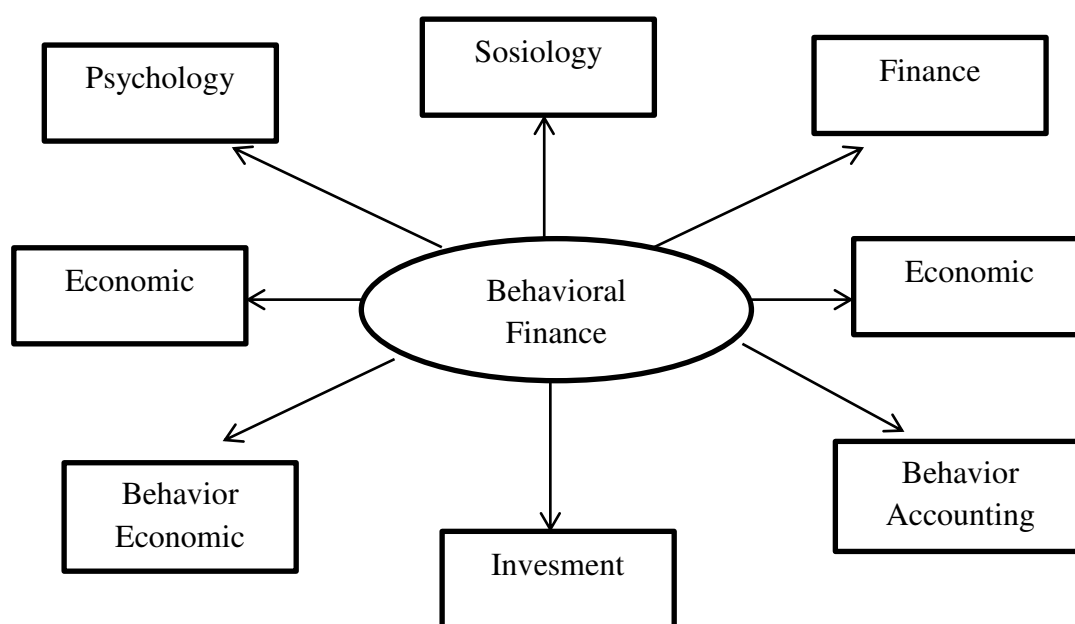 Sosiology
Psychology
Finance
Economic
Behavioral
Finance
Economic
Behavior
Economic
Behavior
Accounting
Invesment